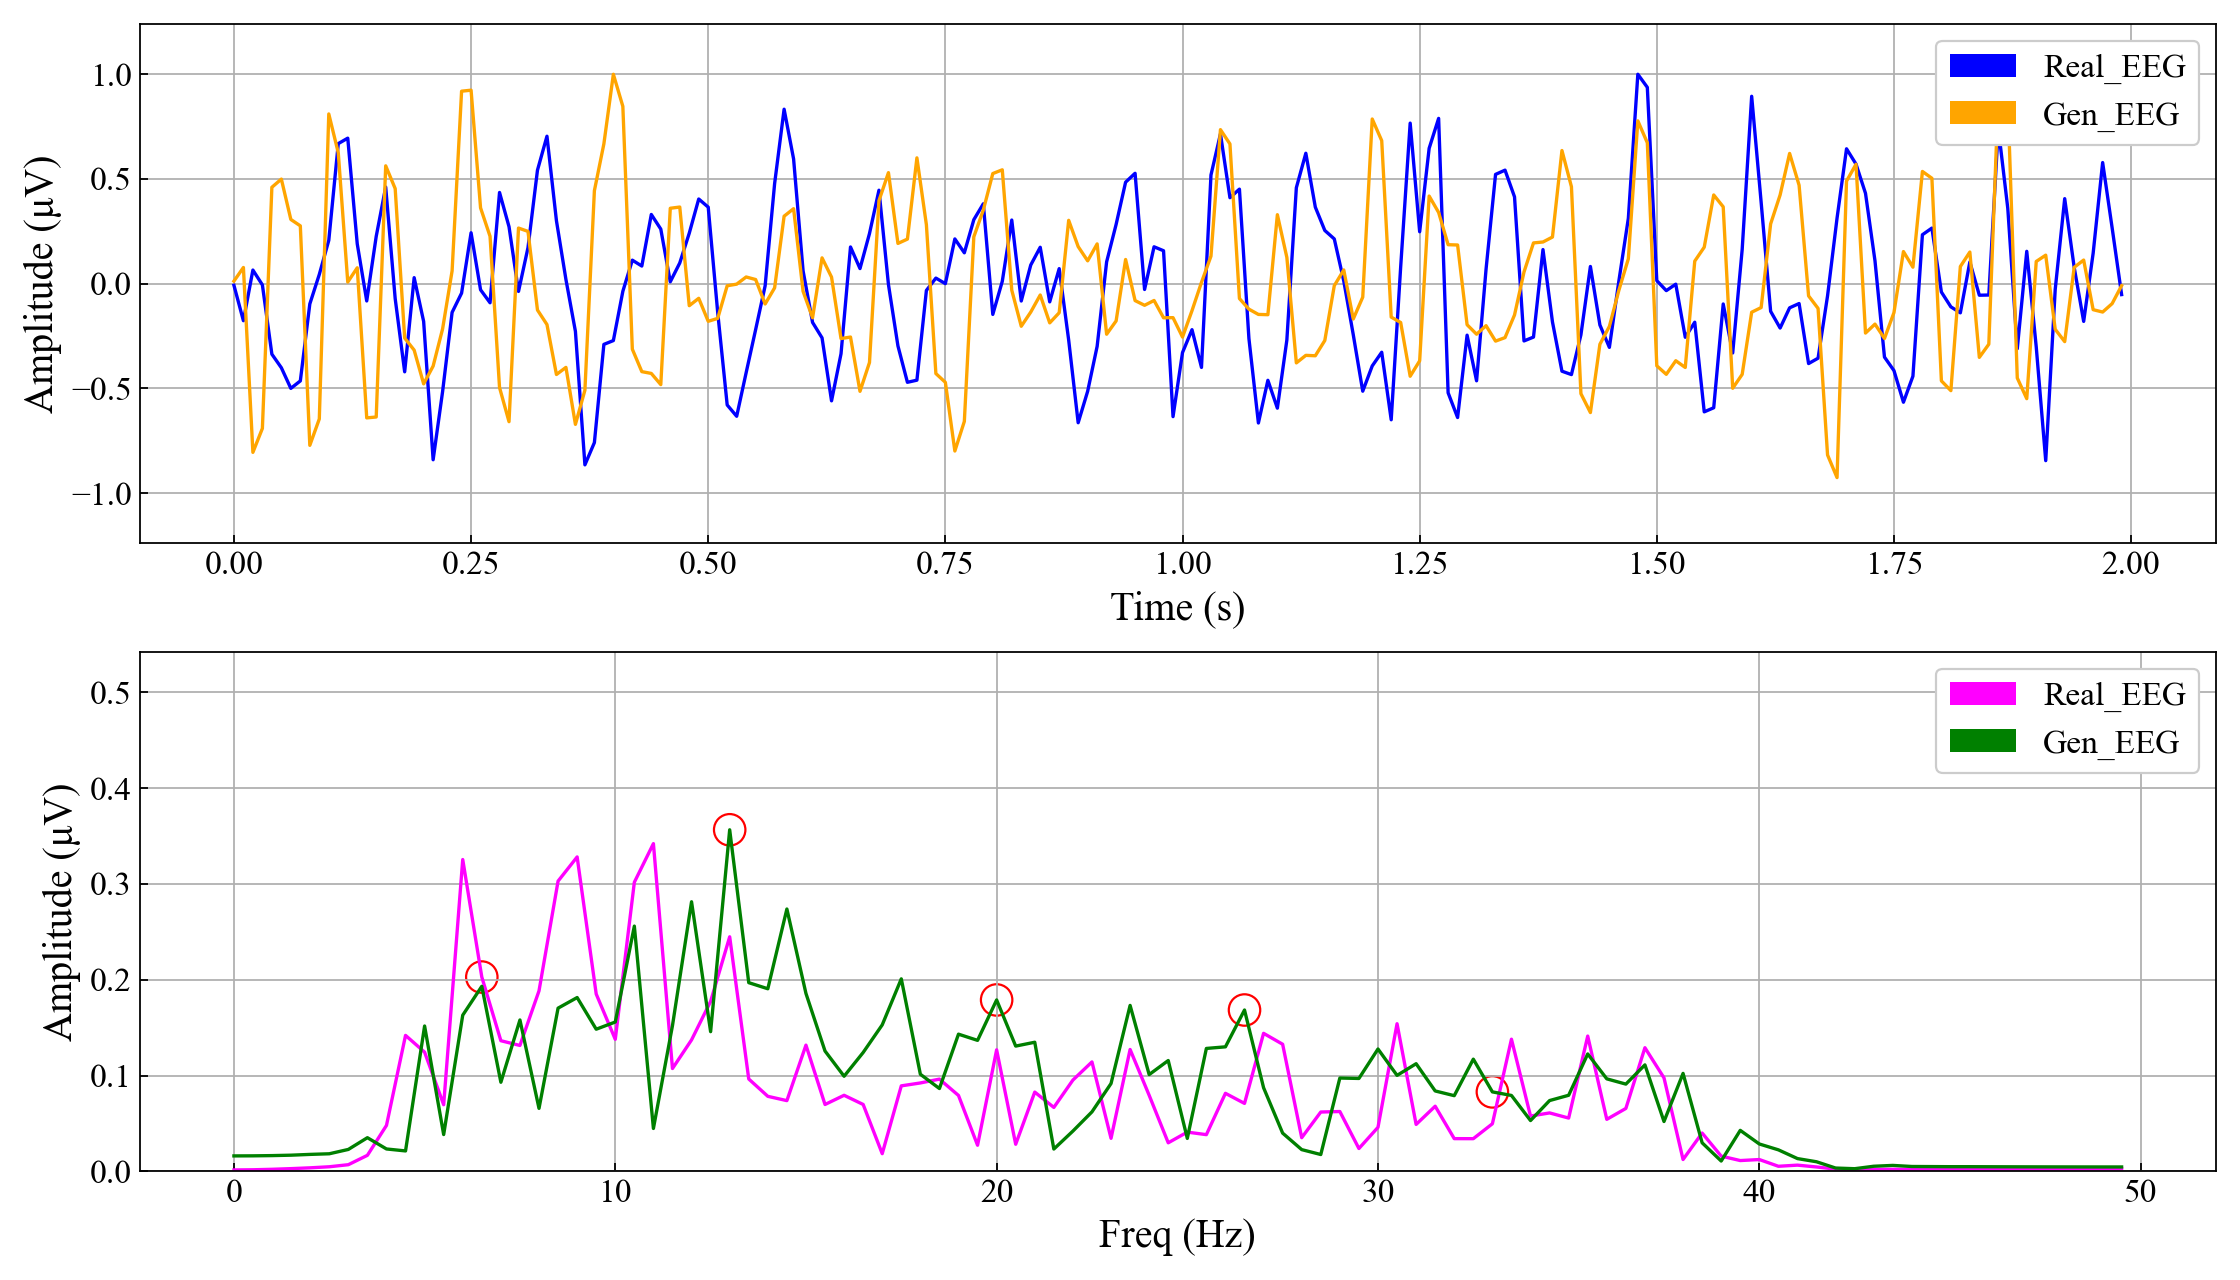 Amplitude (μV)
1.0
0.5
0.0
−0.5
−1.0
Real_EEG
Gen_EEG
0.00 0.25 0.50 0.75 1.00 1.25 1.50 1.75 2.00
Time (s)
Amplitude (μV)
0.5
0.4
0.3
0.2
0.1
0.0
Real_EEG
Gen_EEG
0 10 20 30 40 50
Freq (Hz)